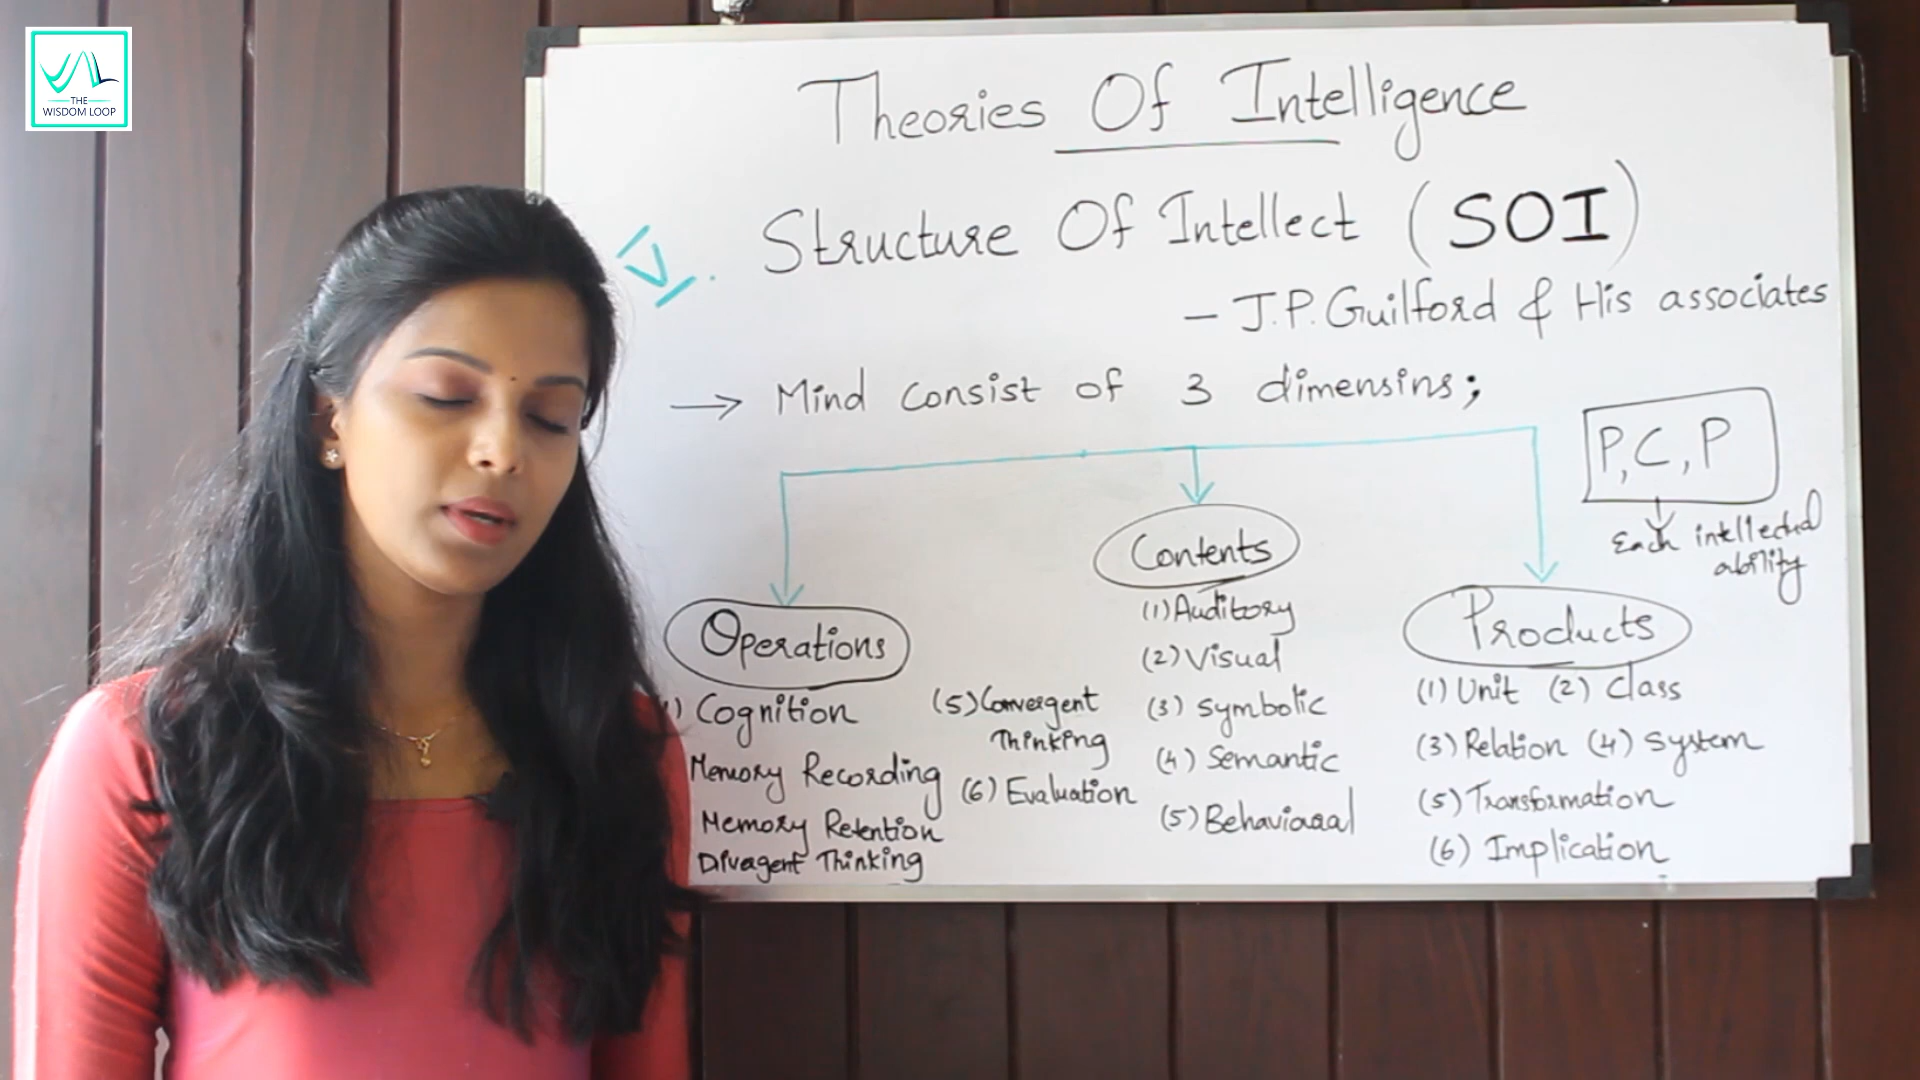 THE
WISDOM LOOP
Theories Of Intelligence
V. Structure Of Intellect (SOI)
– J.P. Guilford & His associates
→ Mind consist of 3 dimensins;
P, C, P
Each intellectual
ability
Operations
) Cognition
Memory Recording
Memory Retention
Divagent Thinking
(5) Convergent
Thinking
(6) Evaluation
Contents
(1) Auditory
(2) Visual
(3) Symbolic
(4) Semantic
(5) Behavioural
Products
(1) Unit (2) Class
(3) Relation (4) System
(5) Transformation
(6) Implication